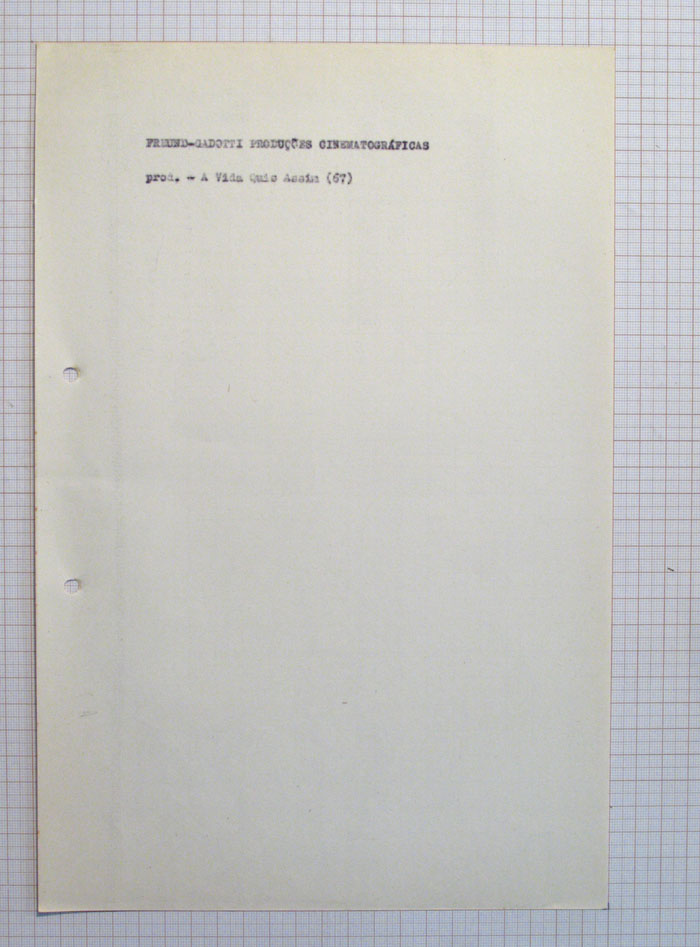 FREUND-GADOTTI PRODUÇÕES CINEMATOGRÁFICAS
prod. - A Vida Quis Assim (67)